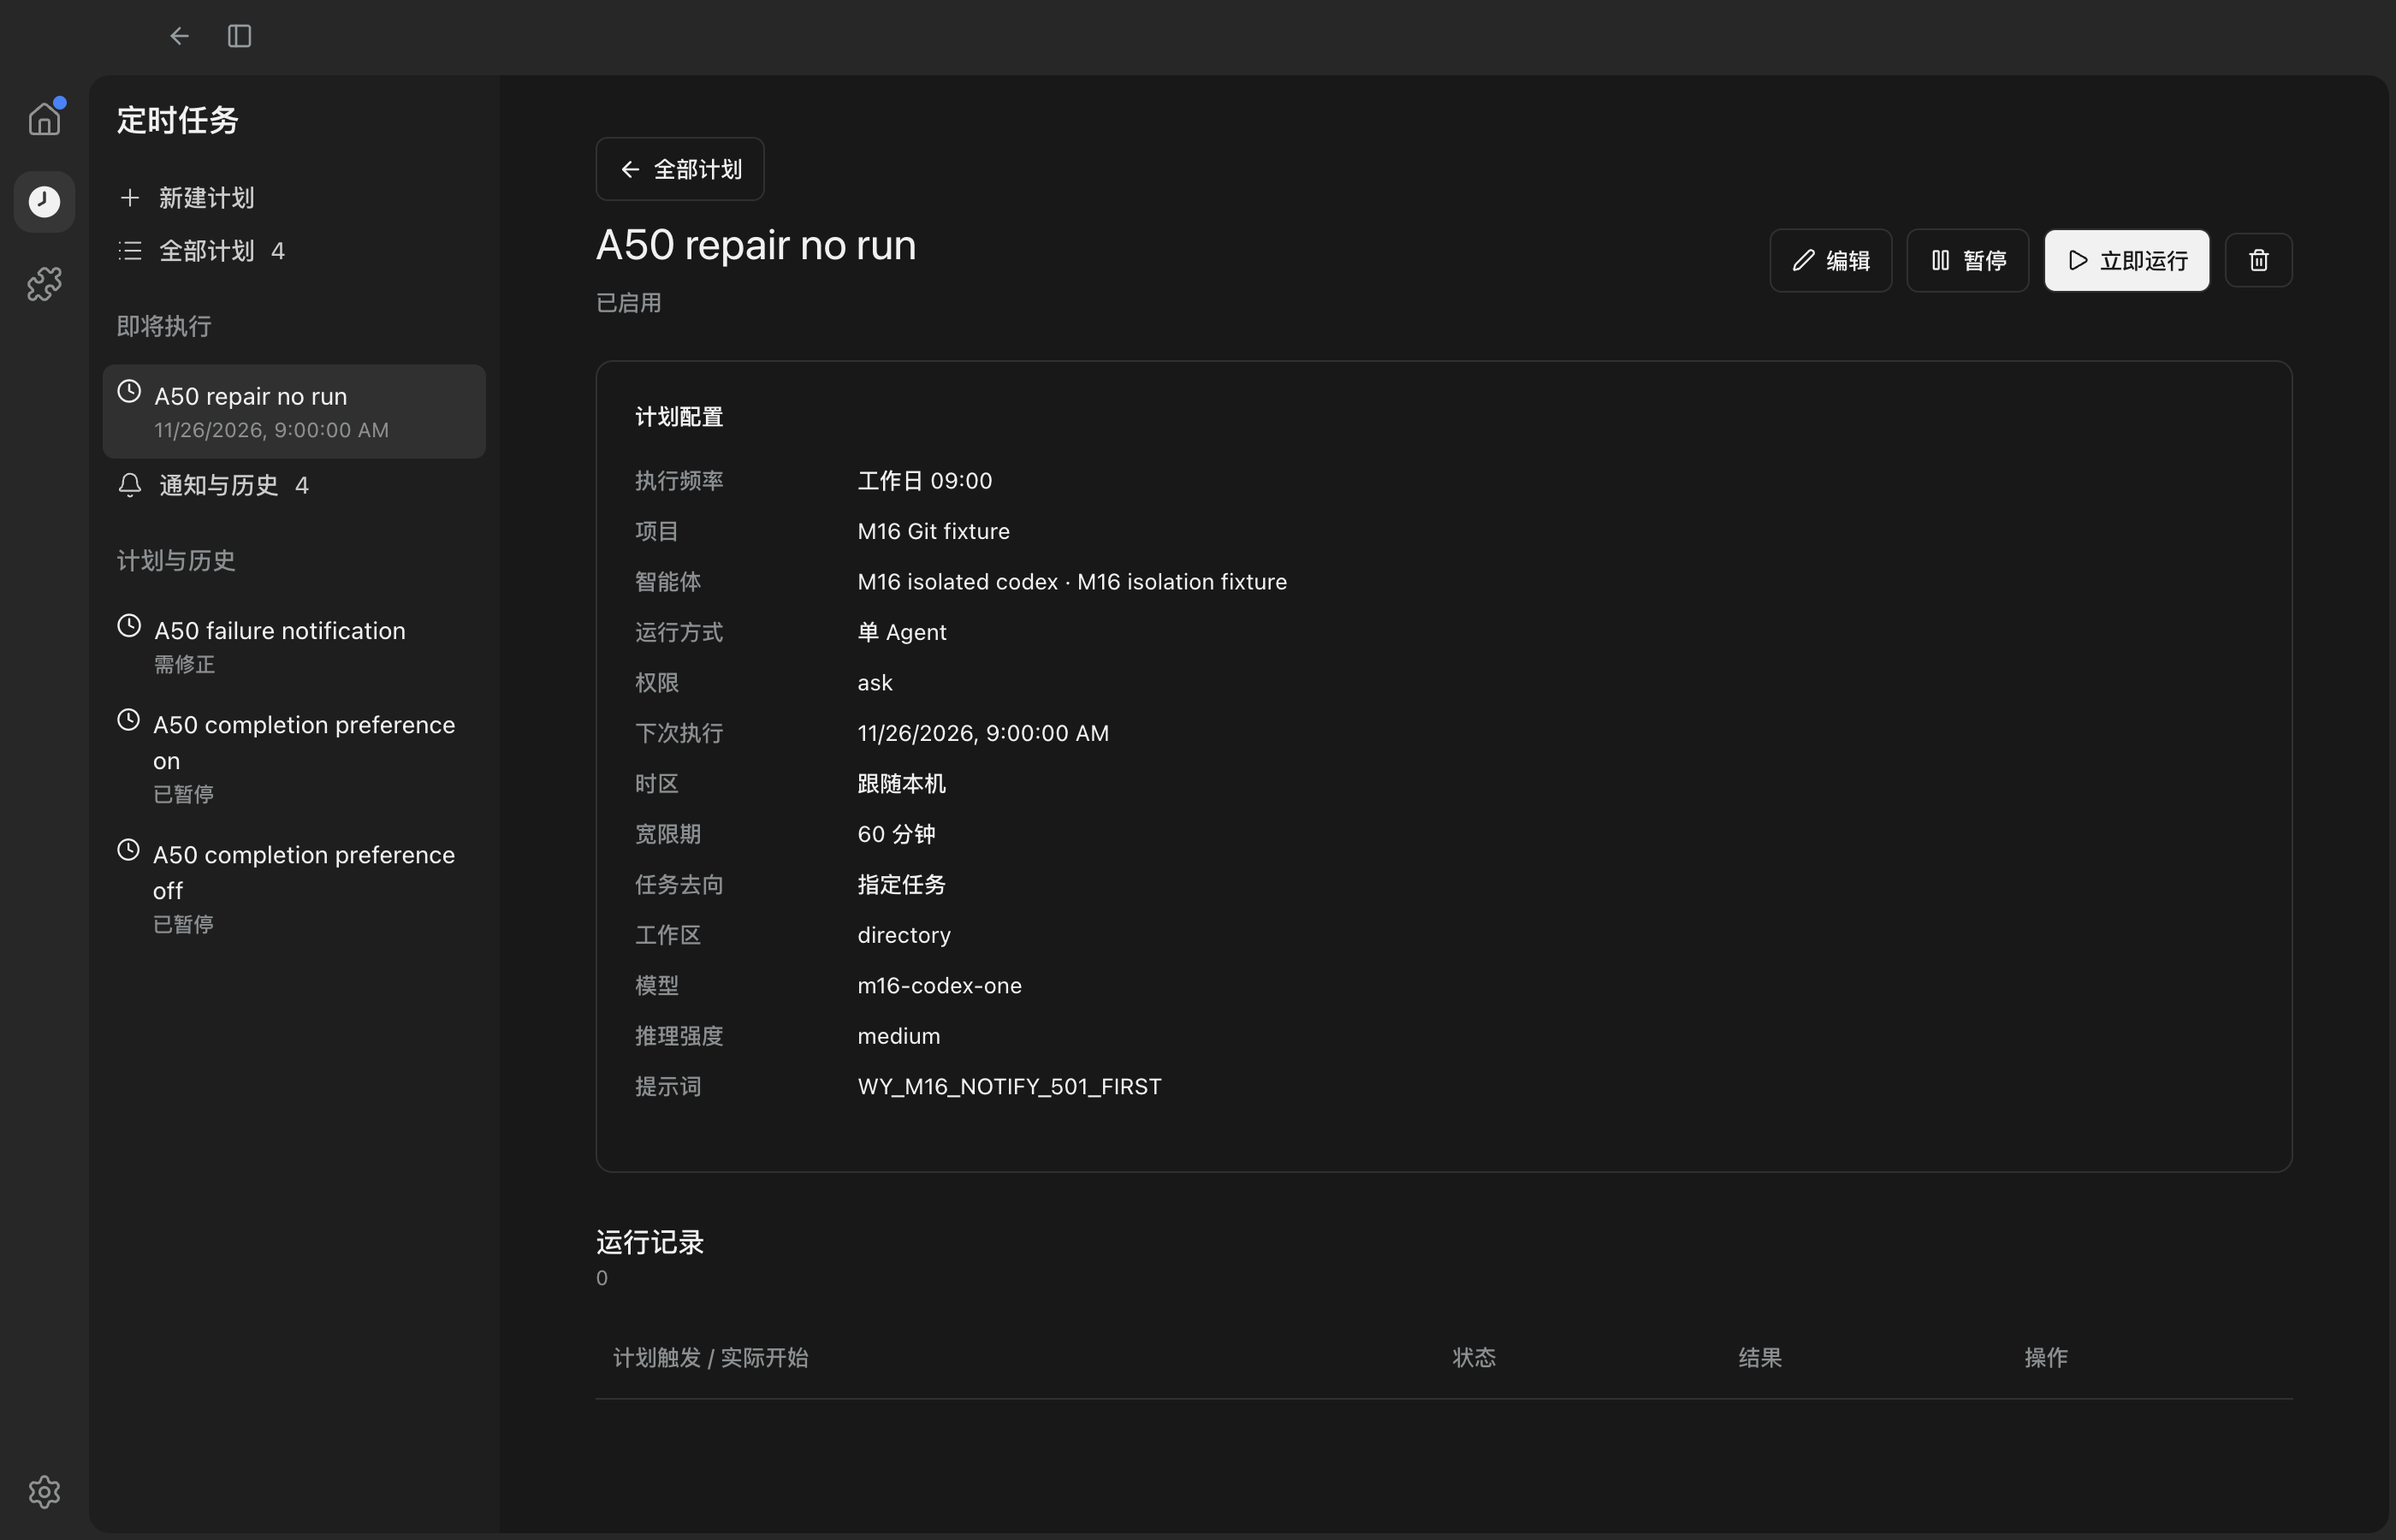 定时任务
新建计划
全部计划 4
即将执行
A50 repair no run
11/26/2026, 9:00:00 AM
通知与历史 4
计划与历史
A50 failure notification
需修正
A50 completion preference
on
已暂停
A50 completion preference
off
已暂停
全部计划
A50 repair no run
已启用
编辑
暂停
立即运行
计划配置
执行频率 工作日 09:00
项目 M16 Git fixture
智能体 M16 isolated codex · M16 isolation fixture
运行方式 单 Agent
权限 ask
下次执行 11/26/2026, 9:00:00 AM
时区 跟随本机
宽限期 60 分钟
任务去向 指定任务
工作区 directory
模型 m16-codex-one
推理强度 medium
提示词 WY_M16_NOTIFY_501_FIRST
运行记录
0
计划触发 / 实际开始 状态 结果 操作